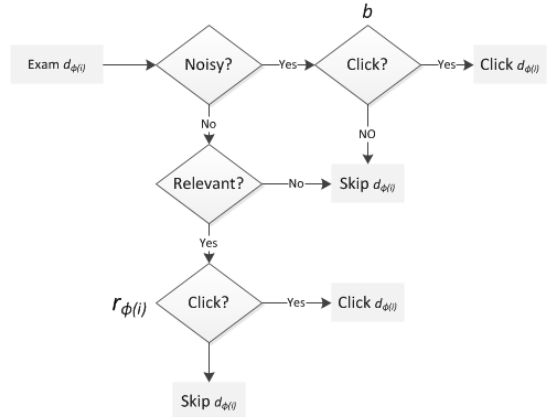 b
Exam dϕ(i)
Noisy?
Yes
Click?
Yes
Click dϕ(i)
No
NO
Relevant?
No
Skip dϕ(i)
Yes
rϕ(i)
Click?
Yes
Click dϕ(i)
Skip dϕ(i)